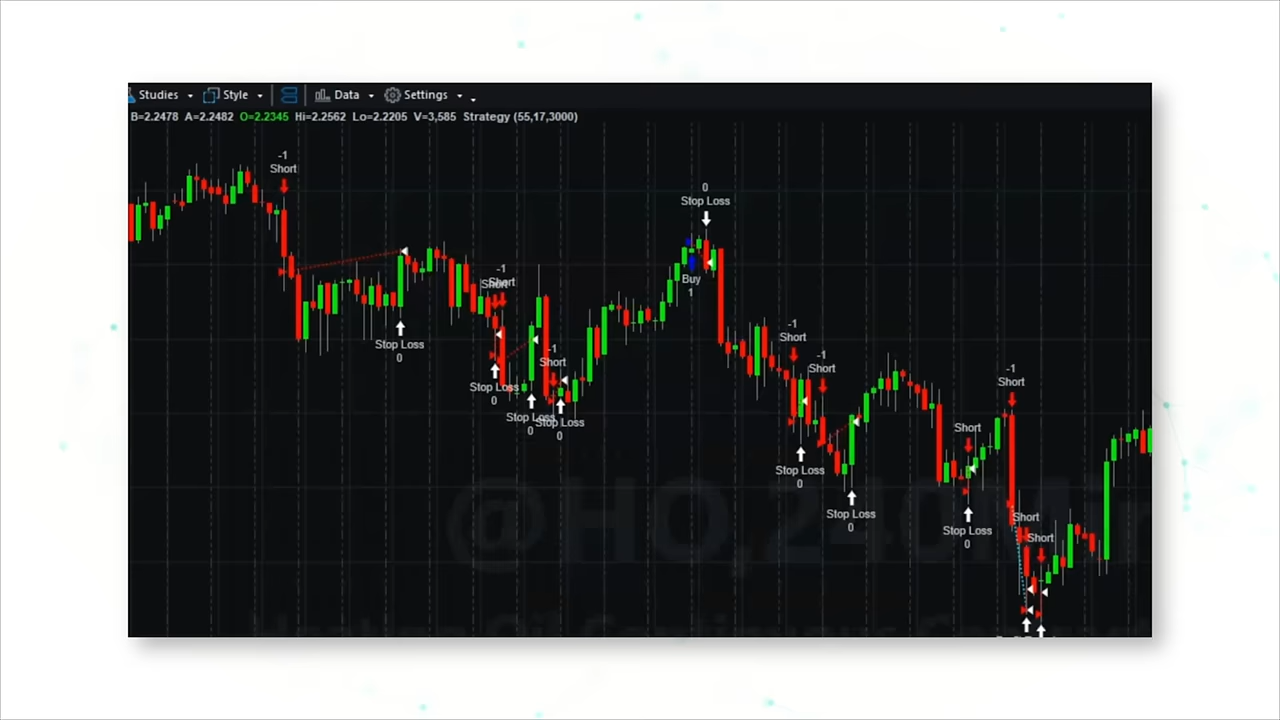 Studies Style Data Settings
B=2.2478 A=2.2482 O=2.2345 Hi=2.2562 Lo=2.2205 V=3,585 Strategy (55,17,3000)
-1
Short
0
Stop Loss
-1
Short
Short
Buy
1
-1
Short
Stop Loss
0
-1
Short
-1
Short
-1
Short
Stop Loss
0
Stop Loss
0
Stop Loss
0
Short
Stop Loss
0
Stop Loss
0
Short
Stop Loss
0
Short
@HO,240Mi